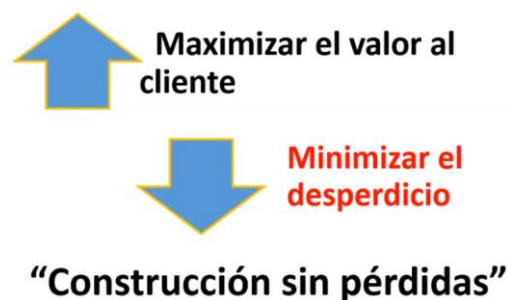 Maximizar el valor al
cliente
Minimizar el
desperdicio
“Construcción sin pérdidas”